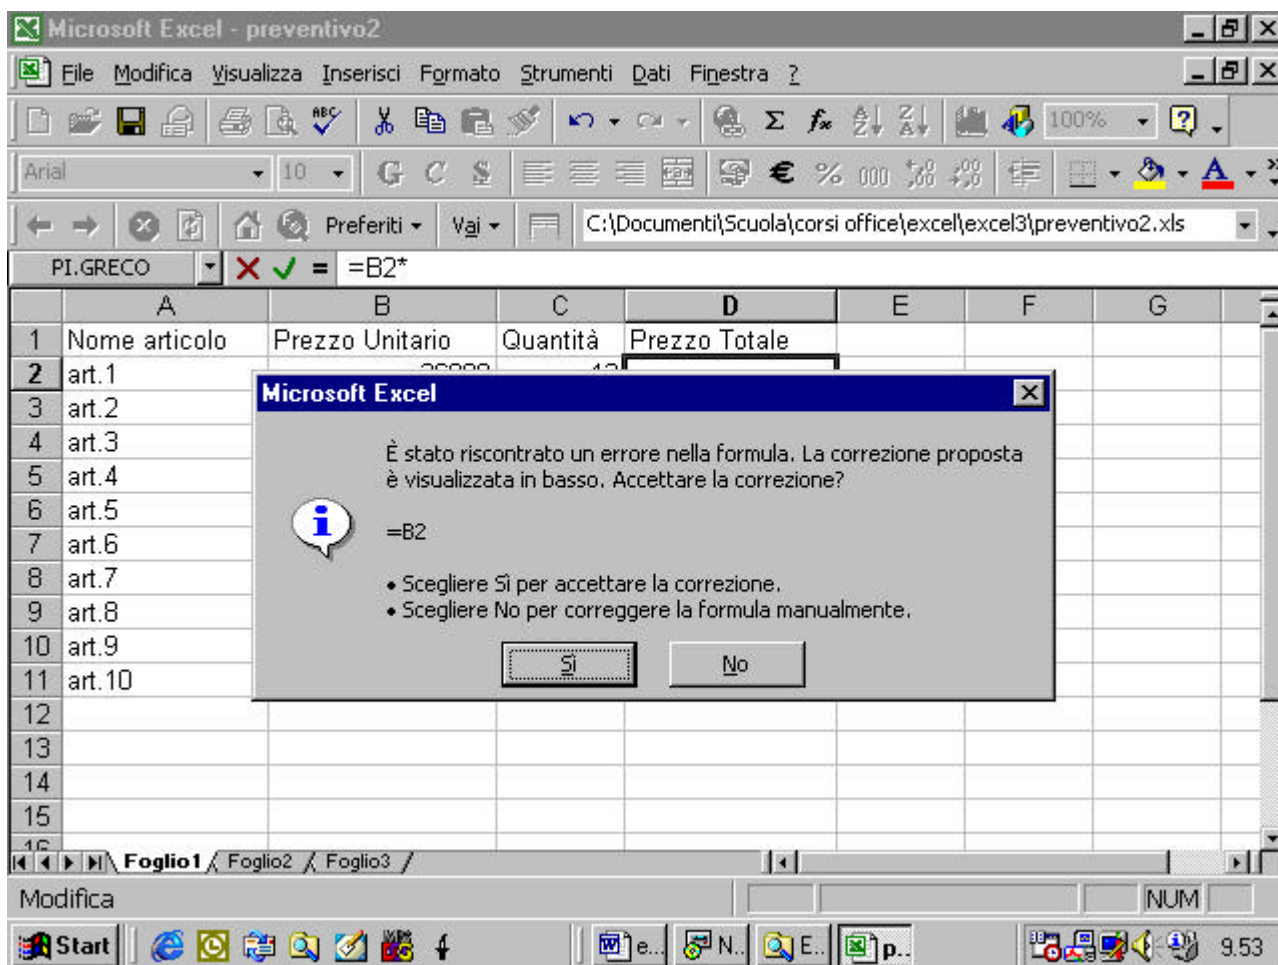 Microsoft Excel - preventivo2
File Modifica Visualizza Inserisci Formato Strumenti Dati Finestra ?
ABC Σ fx A Z Z A 100% ?
Arial 10 G C S € % 000
Preferiti Vai C:\Documenti\Scuola\corsi office\excel\excel3\preventivo2.xls
PI.GRECO = =B2*
A B C D E F G
1 Nome articolo Prezzo Unitario Quantità Prezzo Totale
2 art.1
3 art.2
4 art.3
5 art.4
6 art.5
7 art.6
8 art.7
9 art.8
10 art.9
11 art.10
12
13
14
15
16
Microsoft Excel
È stato riscontrato un errore nella formula. La correzione proposta
è visualizzata in basso. Accettare la correzione?
=B2
• Scegliere Sì per accettare la correzione.
• Scegliere No per correggere la formula manualmente.
Sì No
Foglio1 Foglio2 Foglio3
Modifica NUM
Start e... N.. E.. p.. 9.53